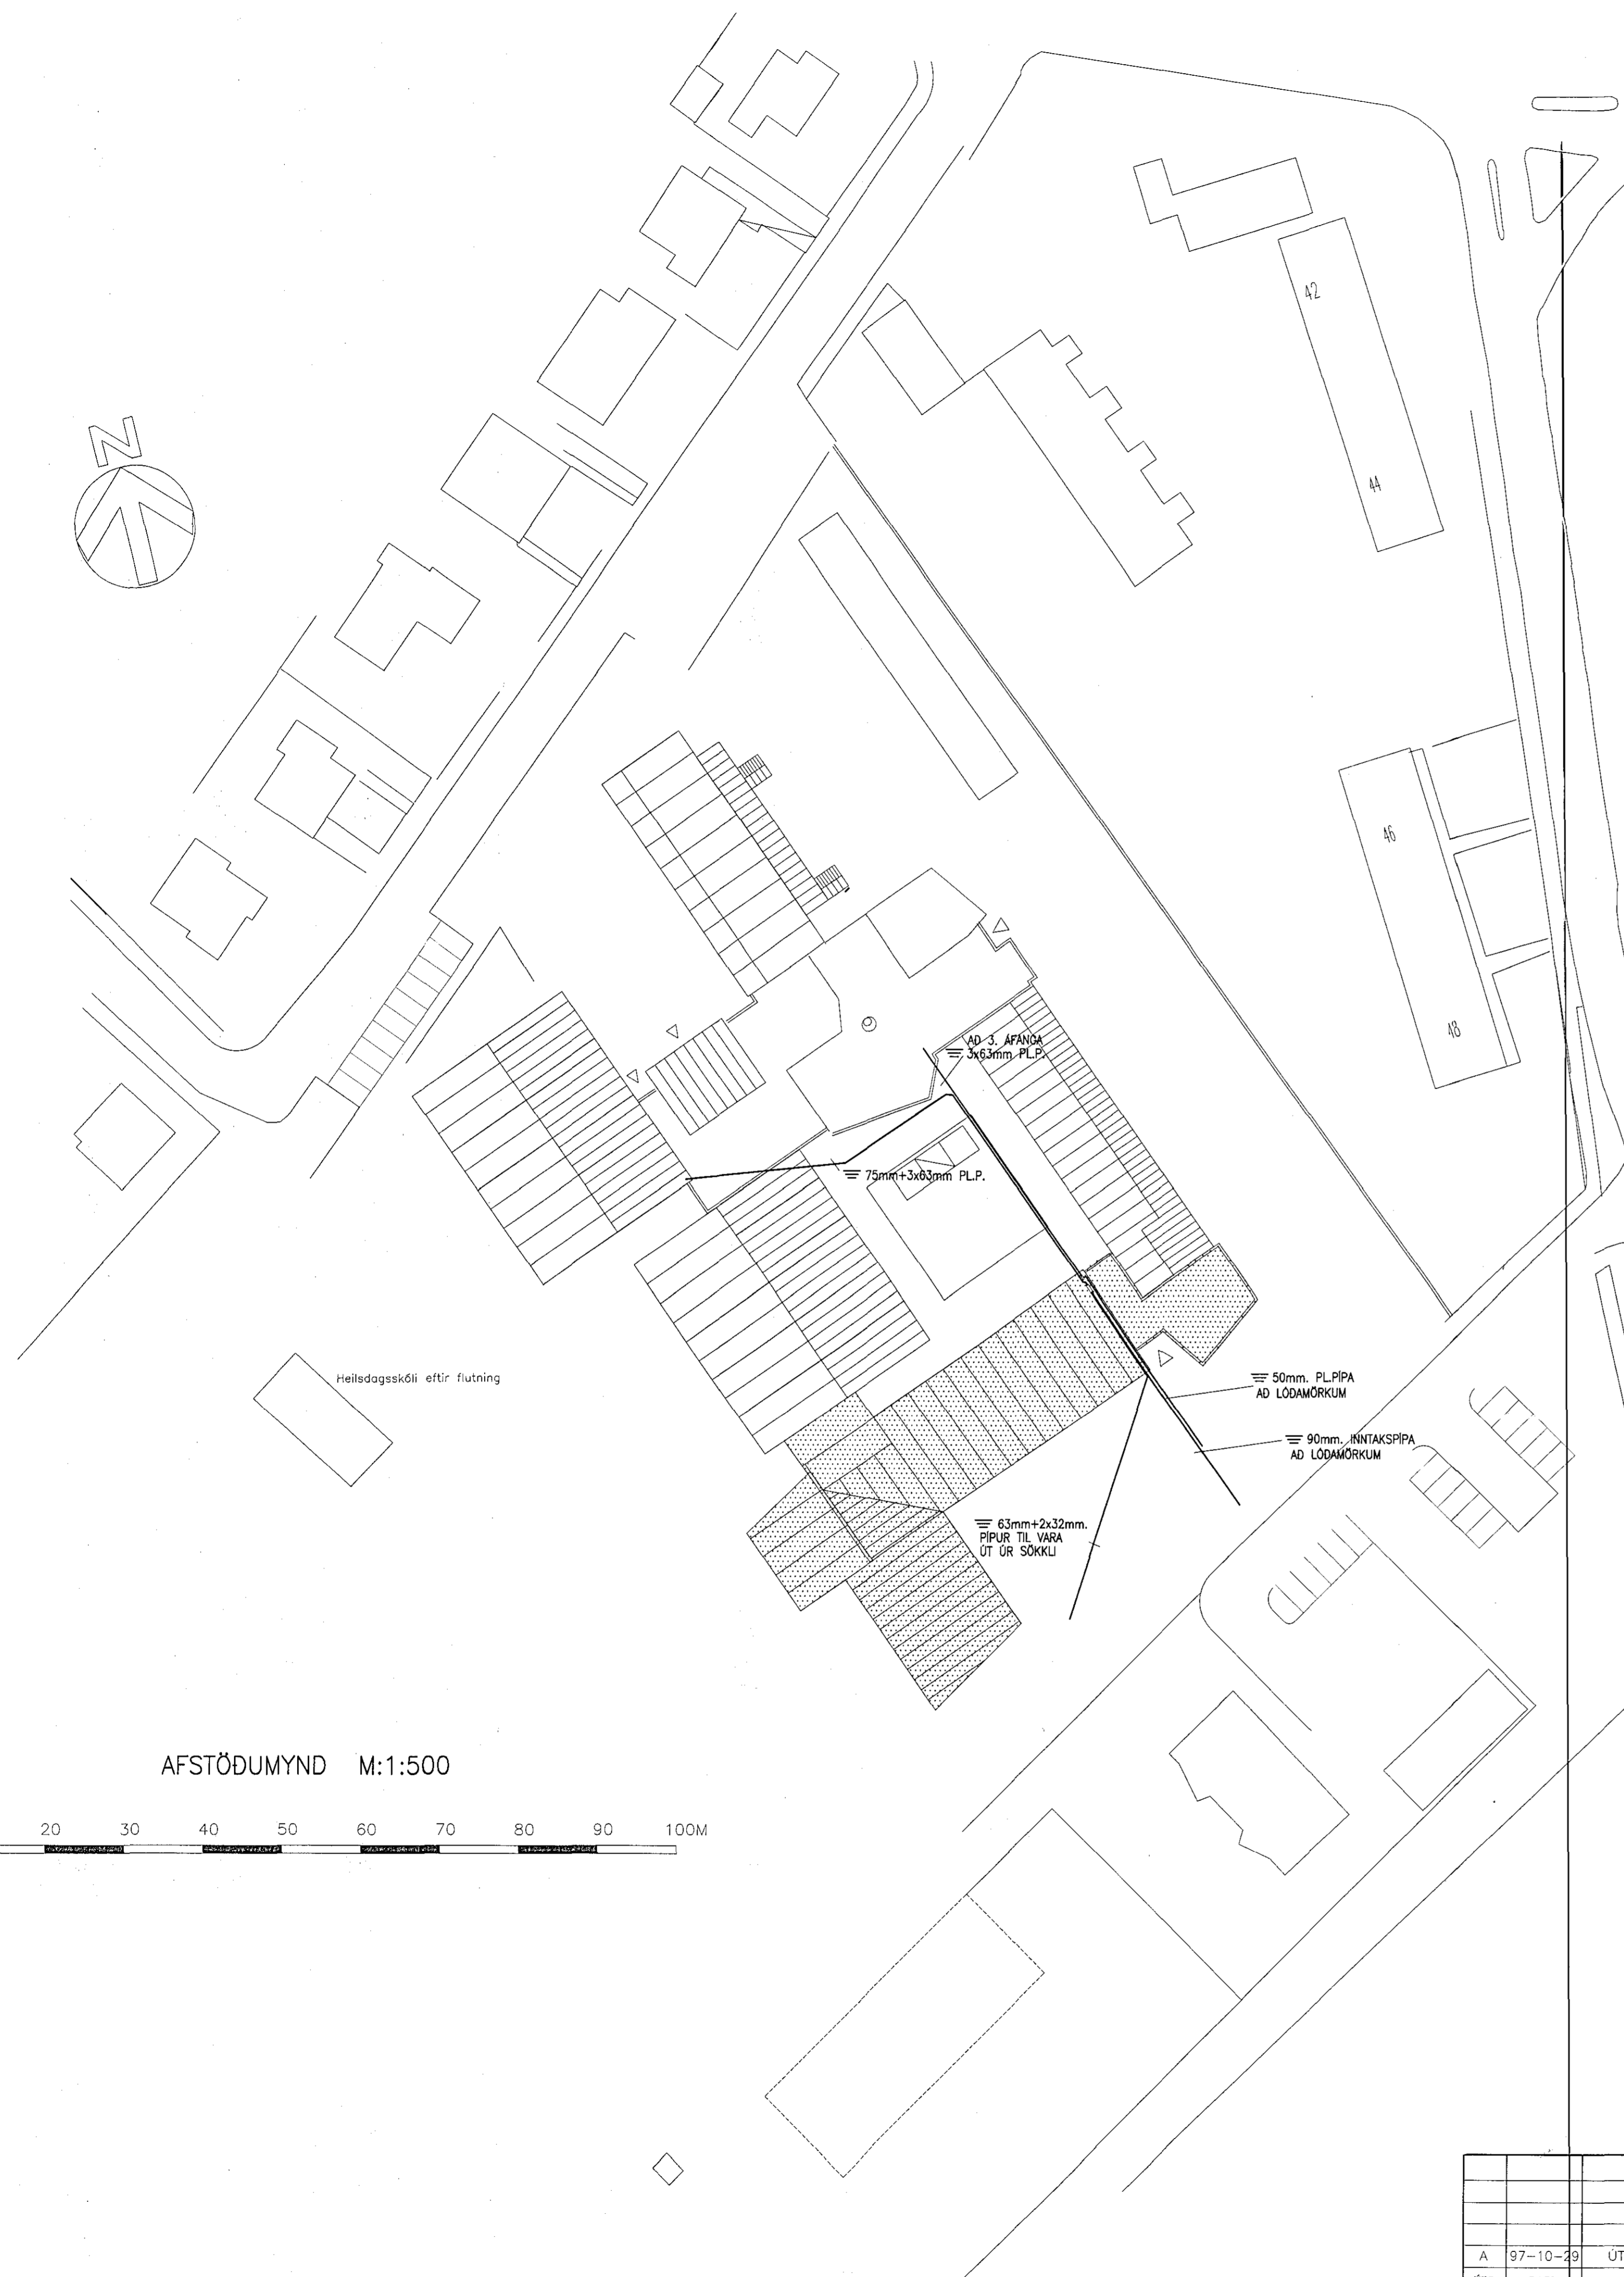 N
42
44
46
48
AD 3. ÁFANGA
3x63mm PL.P.
75mm+3x63mm PL.P.
Heilsdagsskóli eftir flutning
50mm. PL.PÍPA
AD LÓDAMÖRKUM
90mm. INNTAKSPÍPA
AD LÓDAMÖRKUM
63mm+2x32mm.
PÍPUR TIL VARA
ÚT ÚR SÖKKLI
AFSTÖÐUMYND M:1:500
20 30 40 50 60 70 80 90 100M
A 97-10-29 ÚT